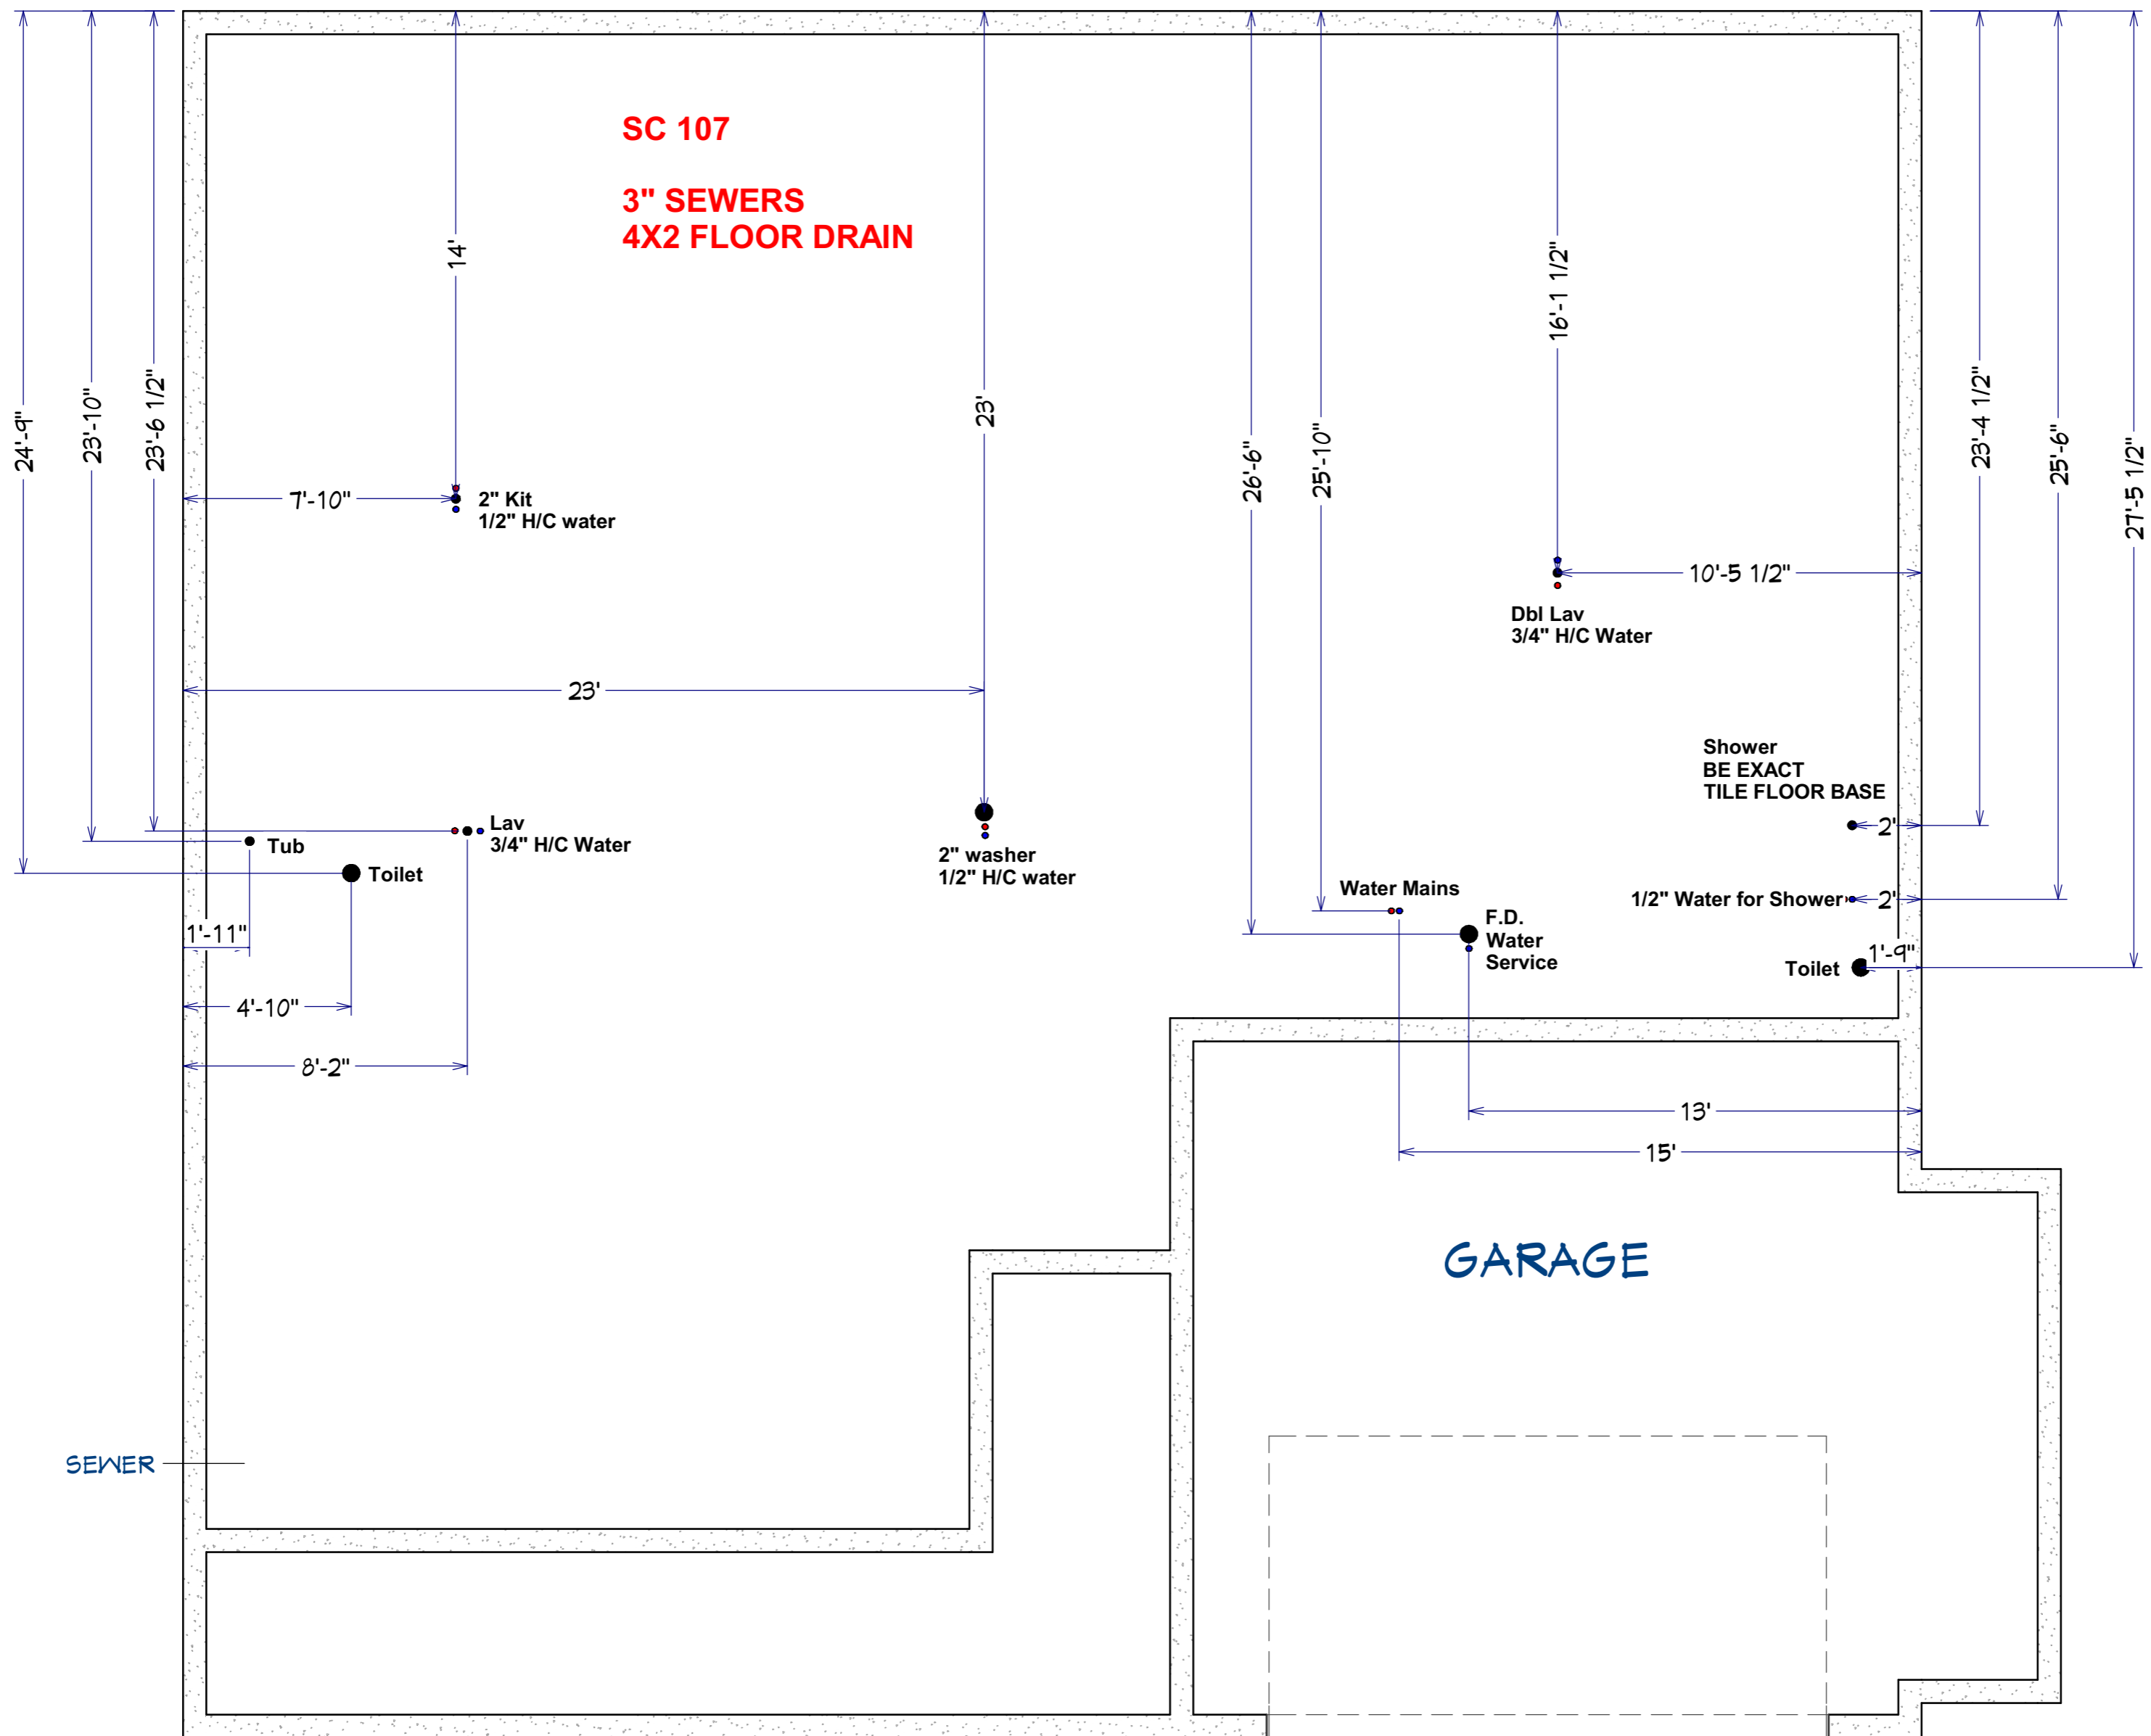 SC 107
3" SEWERS
4X2 FLOOR DRAIN
14'
16'-1 1/2"
23'
24'-9"
23'-10"
23'-6 1/2"
26'-6"
25'-10"
23'-4 1/2"
25'-6"
27'-5 1/2"
7'-10"
2" Kit
1/2" H/C water
10'-5 1/2"
Dbl Lav
3/4" H/C Water
23'
Shower
BE EXACT
TILE FLOOR BASE
2'
Tub
Lav
3/4" H/C Water
Toilet
2" washer
1/2" H/C water
Water Mains
1/2" Water for Shower
2'
F.D.
Water
Service
1'-11"
Toilet
1'-9"
4'-10"
8'-2"
13'
15'
GARAGE
SEWER